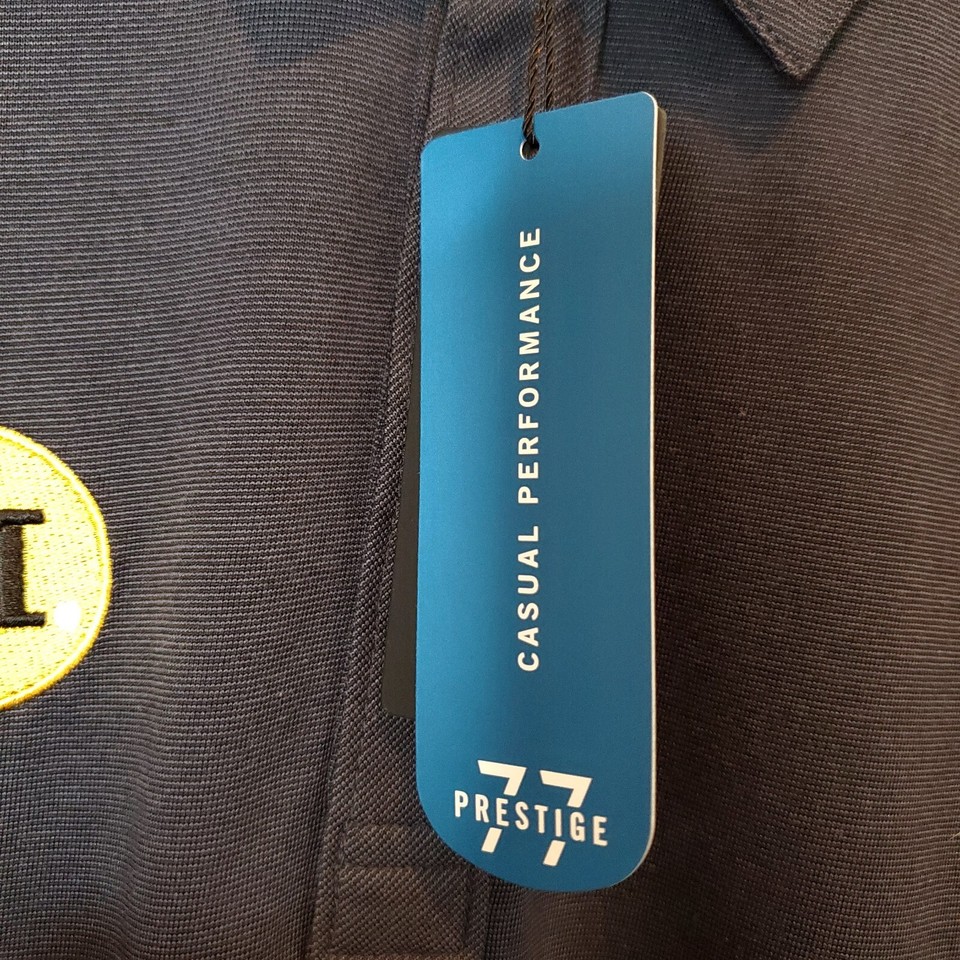 CASUAL PERFORMANCE
77
PRESTIGE